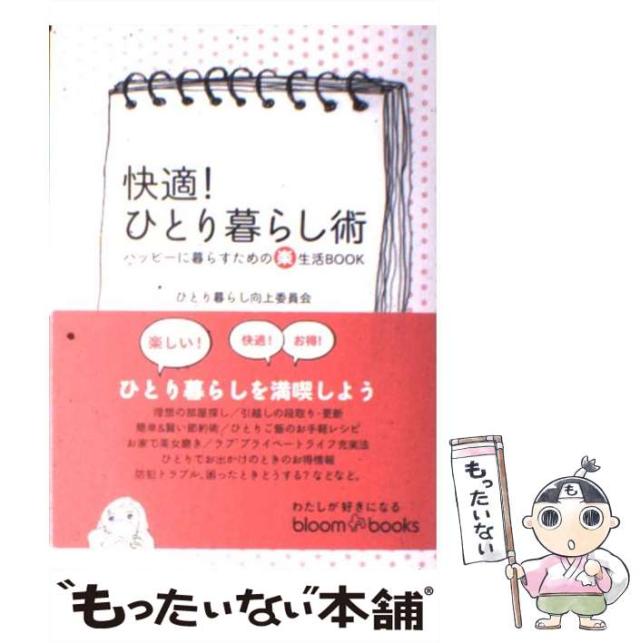 快適!
ひとり暮らし術
ハッピーに暮らすための楽生活BOOK
ひとり暮らし向上委員会
楽しい!
快適!
お得!
ひとり暮らしを満喫しよう
理想の部屋探し/引越しの段取り・更新
簡単&賢い節約術/ひとりご飯のお手軽レシピ
お家で美女磨き/ラブプライベートライフ充実法
ひとりでお出かけのときのお得情報
防犯トラブル、困ったときどうする?などなど。
わたしが好きになる
bloom books
“もったいない本舗®
もったいない
も